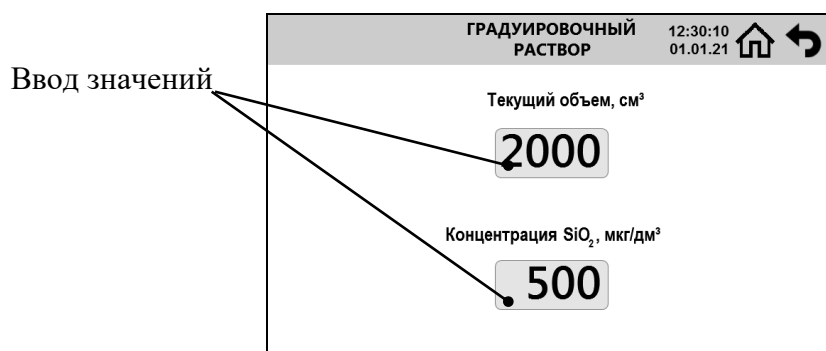 ГРАДУИРОВОЧНЫЙ
РАСТВОР
12:30:10
01.01.21
Ввод значений
Текущий объем, см³
2000
Концентрация SiO₂, мкг/дм³
500